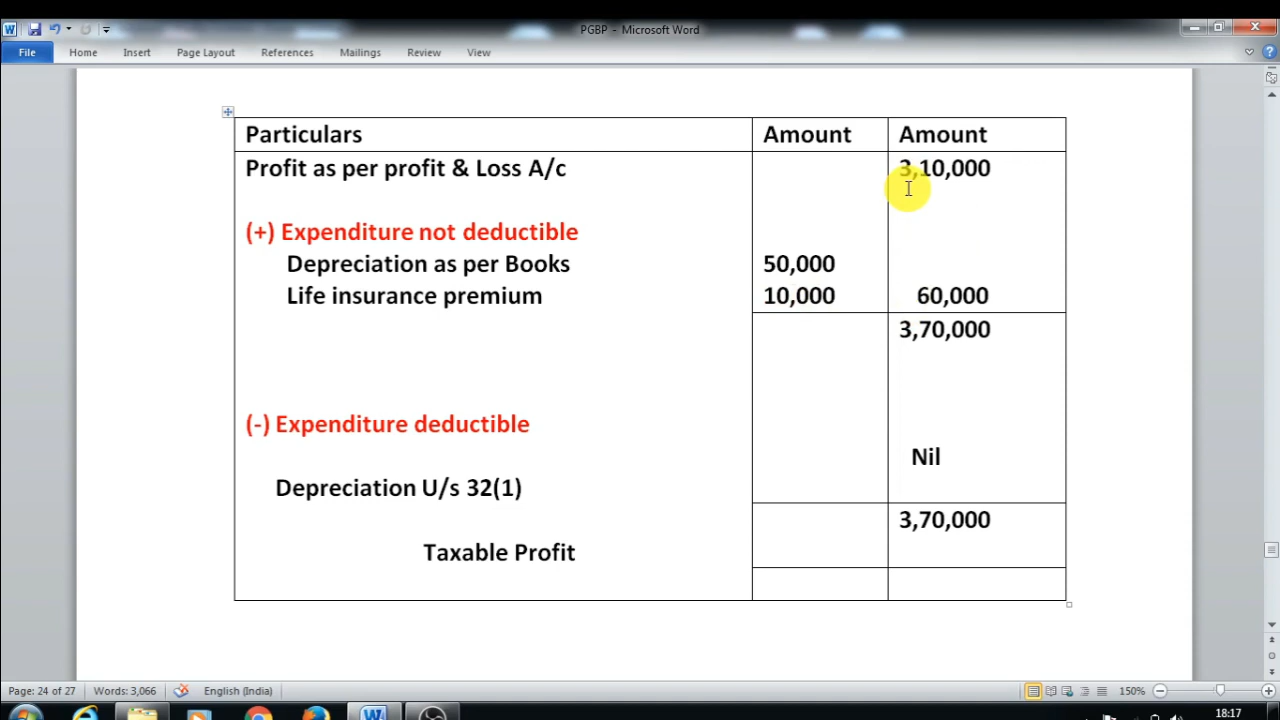 PGBP - Microsoft Word
File Home Insert Page Layout References Mailings Review View
Particulars Amount Amount
Profit as per profit & Loss A/c 3,10,000
(+) Expenditure not deductible
Depreciation as per Books 50,000
Life insurance premium 10,000 60,000
3,70,000
(-) Expenditure deductible
Nil
Depreciation U/s 32(1)
3,70,000
Taxable Profit
Page: 24 of 27 Words: 3,066 English (India) 150%
18:17